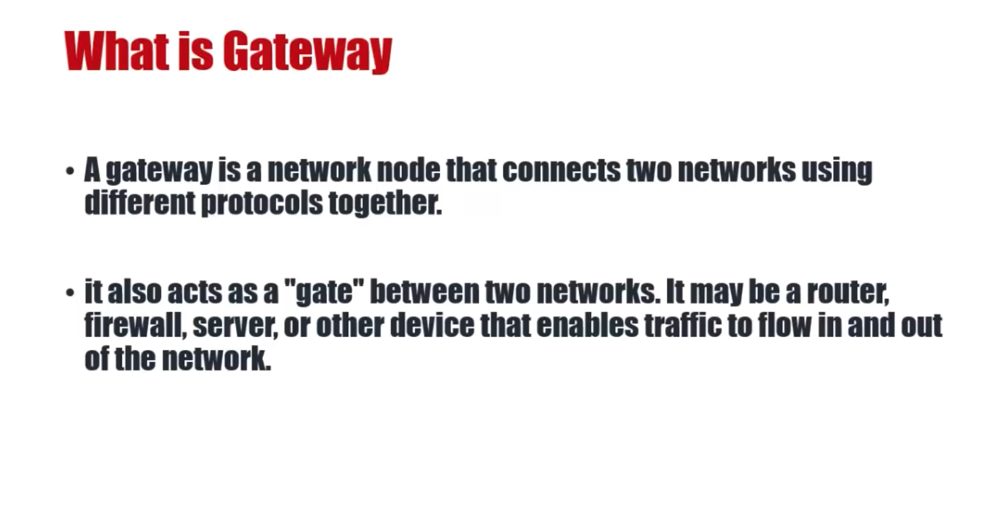 What is Gateway
• A gateway is a network node that connects two networks using
different protocols together.
• it also acts as a "gate" between two networks. It may be a router,
firewall, server, or other device that enables traffic to flow in and out
of the network.